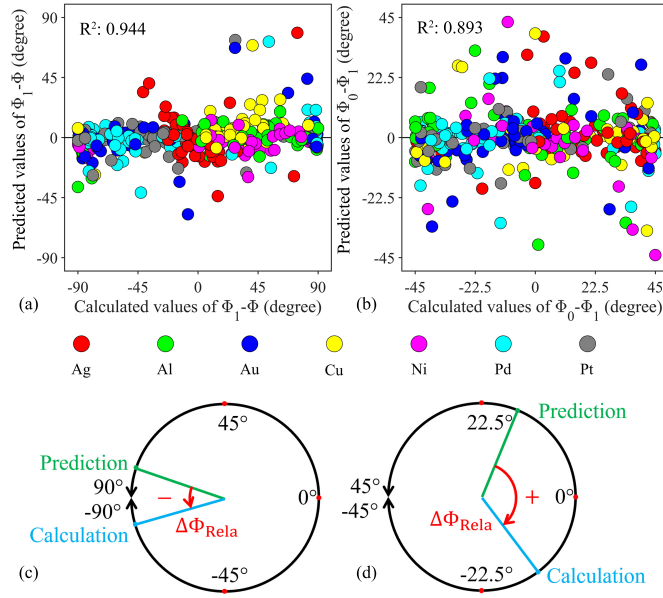 R²: 0.944
Predicted values of Φ₁-Φ (degree)
90
45
0
-45
-90
-90 -45 0 45 90
(a) Calculated values of Φ₁-Φ (degree)
R²: 0.893
Predicted values of Φ₀-Φ₁ (degree)
45
22.5
0
-22.5
-45
-45 -22.5 0 22.5 45
(b) Calculated values of Φ₀-Φ₁ (degree)
Ag Al Au Cu Ni Pd Pt
45°
Prediction
90°
-90°
Calculation
−
ΔΦRela
0°
-45°
(c)
Prediction
22.5°
45°
-45°
+
0°
ΔΦRela
-22.5°
Calculation
(d)